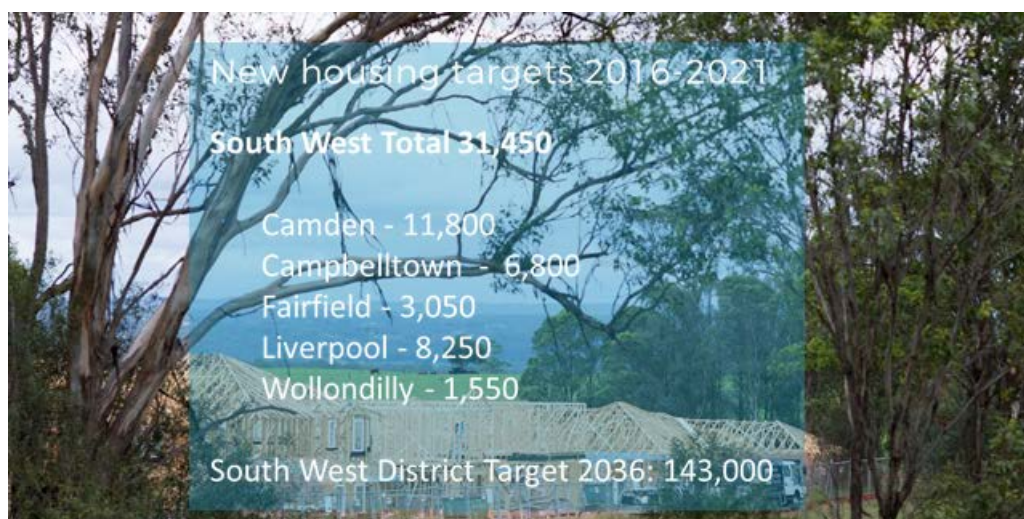 New housing targets 2016-2021
South West Total 31,450
Camden - 11,800
Campbelltown - 6,800
Fairfield - 3,050
Liverpool - 8,250
Wollondilly - 1,550
South West District Target 2036: 143,000